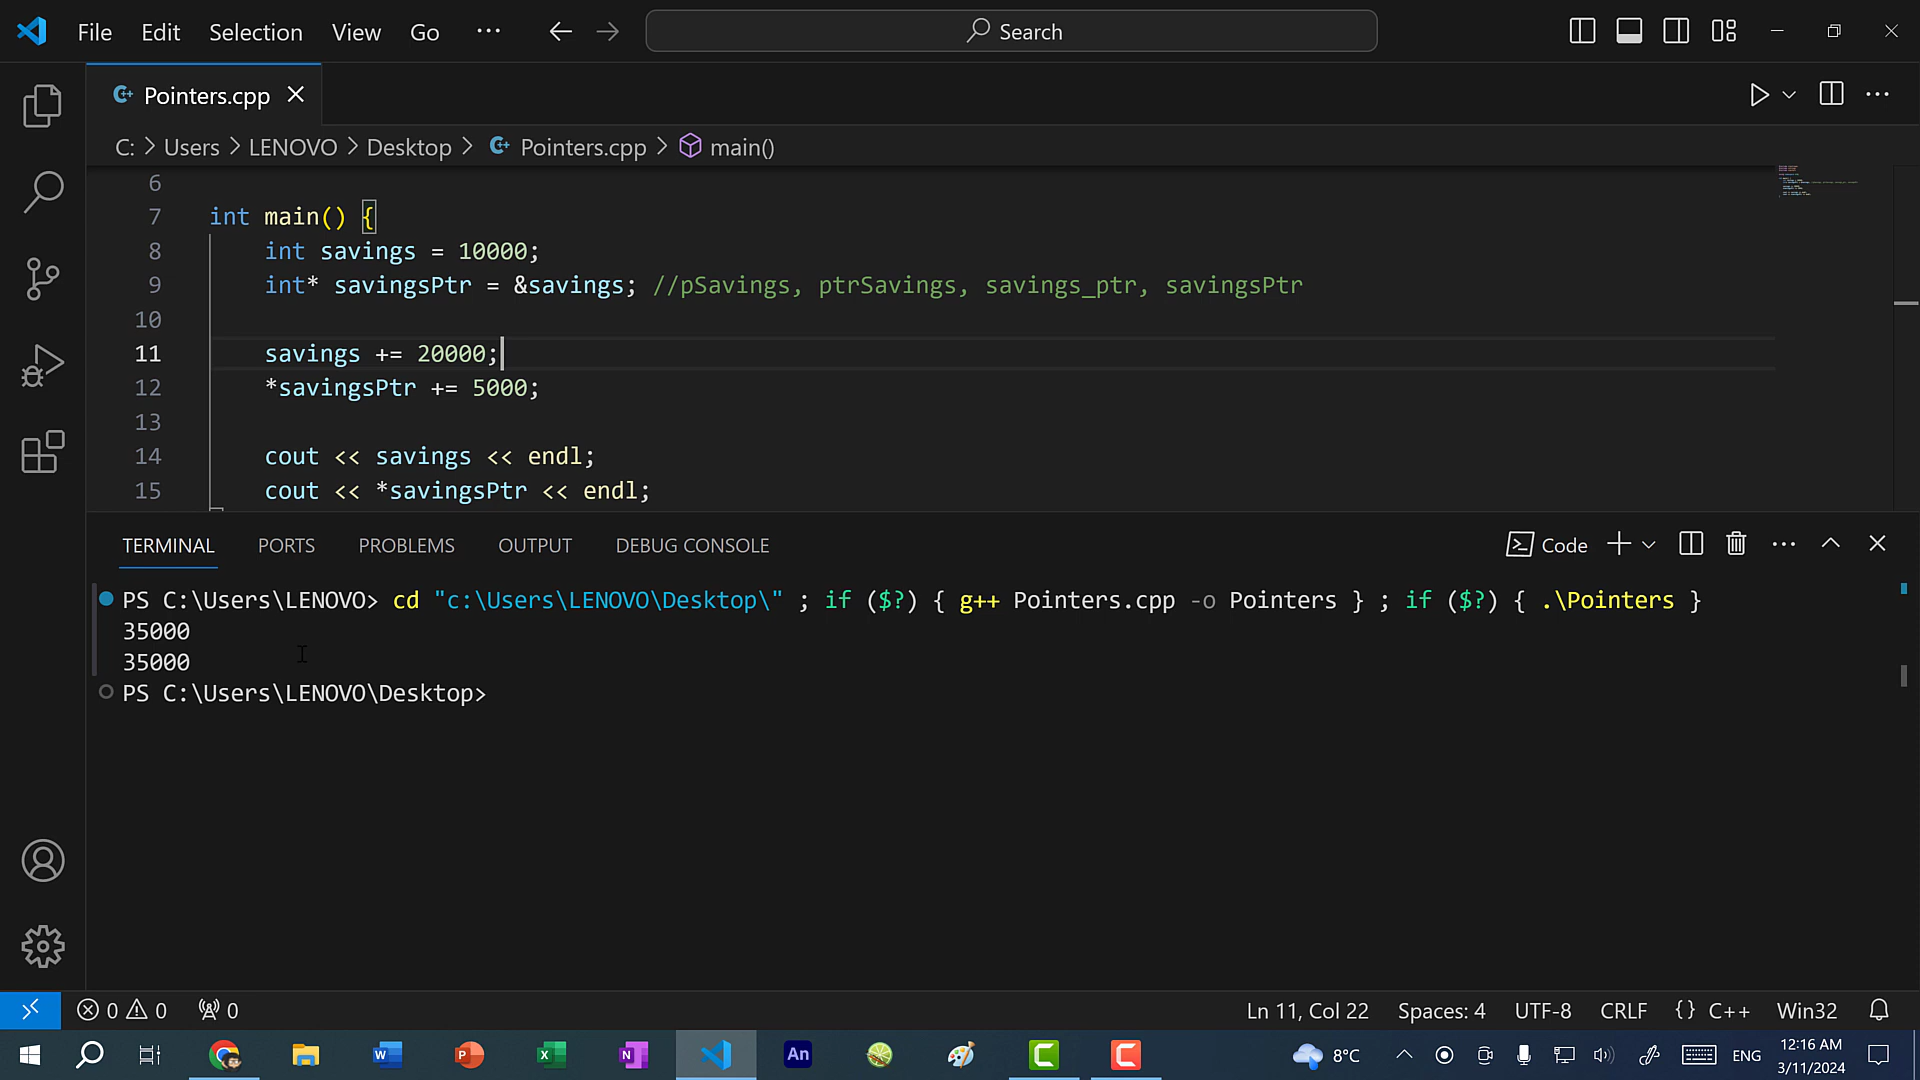 File Edit Selection View Go ··· Search
Pointers.cpp
C: > Users > LENOVO > Desktop > Pointers.cpp > main()
6
7 int main() {
8 int savings = 10000;
9 int* savingsPtr = &savings; //pSavings, ptrSavings, savings_ptr, savingsPtr
10
11 savings += 20000;
12 *savingsPtr += 5000;
13
14 cout << savings << endl;
15 cout << *savingsPtr << endl;
TERMINAL PORTS PROBLEMS OUTPUT DEBUG CONSOLE Code
PS C:\Users\LENOVO> cd "c:\Users\LENOVO\Desktop\" ; if ($?) { g++ Pointers.cpp -o Pointers } ; if ($?) { .\Pointers }
35000
35000
PS C:\Users\LENOVO\Desktop>
0 0 0 Ln 11, Col 22 Spaces: 4 UTF-8 CRLF {} C++ Win32
An 8°C ENG 12:16 AM
3/11/2024